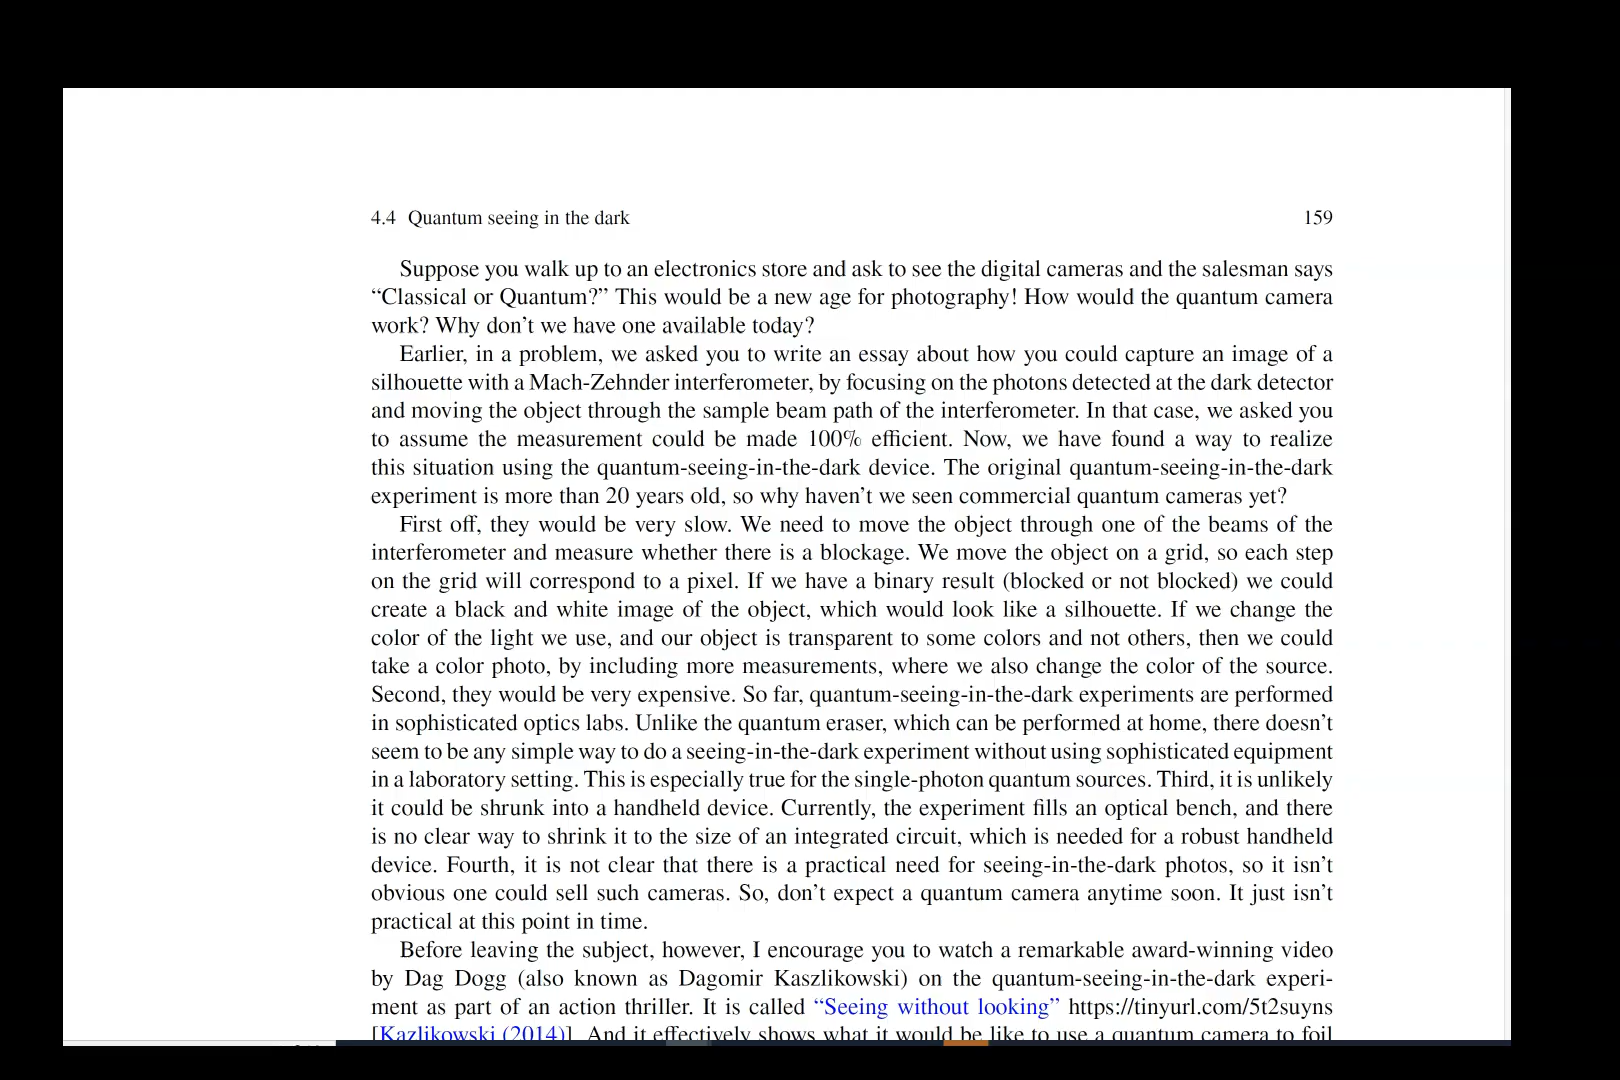 4.4 Quantum seeing in the dark 159
Suppose you walk up to an electronics store and ask to see the digital cameras and the salesman says
“Classical or Quantum?” This would be a new age for photography! How would the quantum camera
work? Why don’t we have one available today?
Earlier, in a problem, we asked you to write an essay about how you could capture an image of a
silhouette with a Mach-Zehnder interferometer, by focusing on the photons detected at the dark detector
and moving the object through the sample beam path of the interferometer. In that case, we asked you
to assume the measurement could be made 100% efficient. Now, we have found a way to realize
this situation using the quantum-seeing-in-the-dark device. The original quantum-seeing-in-the-dark
experiment is more than 20 years old, so why haven’t we seen commercial quantum cameras yet?
First off, they would be very slow. We need to move the object through one of the beams of the
interferometer and measure whether there is a blockage. We move the object on a grid, so each step
on the grid will correspond to a pixel. If we have a binary result (blocked or not blocked) we could
create a black and white image of the object, which would look like a silhouette. If we change the
color of the light we use, and our object is transparent to some colors and not others, then we could
take a color photo, by including more measurements, where we also change the color of the source.
Second, they would be very expensive. So far, quantum-seeing-in-the-dark experiments are performed
in sophisticated optics labs. Unlike the quantum eraser, which can be performed at home, there doesn’t
seem to be any simple way to do a seeing-in-the-dark experiment without using sophisticated equipment
in a laboratory setting. This is especially true for the single-photon quantum sources. Third, it is unlikely
it could be shrunk into a handheld device. Currently, the experiment fills an optical bench, and there
is no clear way to shrink it to the size of an integrated circuit, which is needed for a robust handheld
device. Fourth, it is not clear that there is a practical need for seeing-in-the-dark photos, so it isn’t
obvious one could sell such cameras. So, don’t expect a quantum camera anytime soon. It just isn’t
practical at this point in time.
Before leaving the subject, however, I encourage you to watch a remarkable award-winning video
by Dag Dogg (also known as Dagomir Kaszlikowski) on the quantum-seeing-in-the-dark experi-
ment as part of an action thriller. It is called “Seeing without looking” https://tinyurl.com/5t2suyns
[Kazlikowski (2014)]. And it effectively shows what it would be like to use a quantum camera to foil